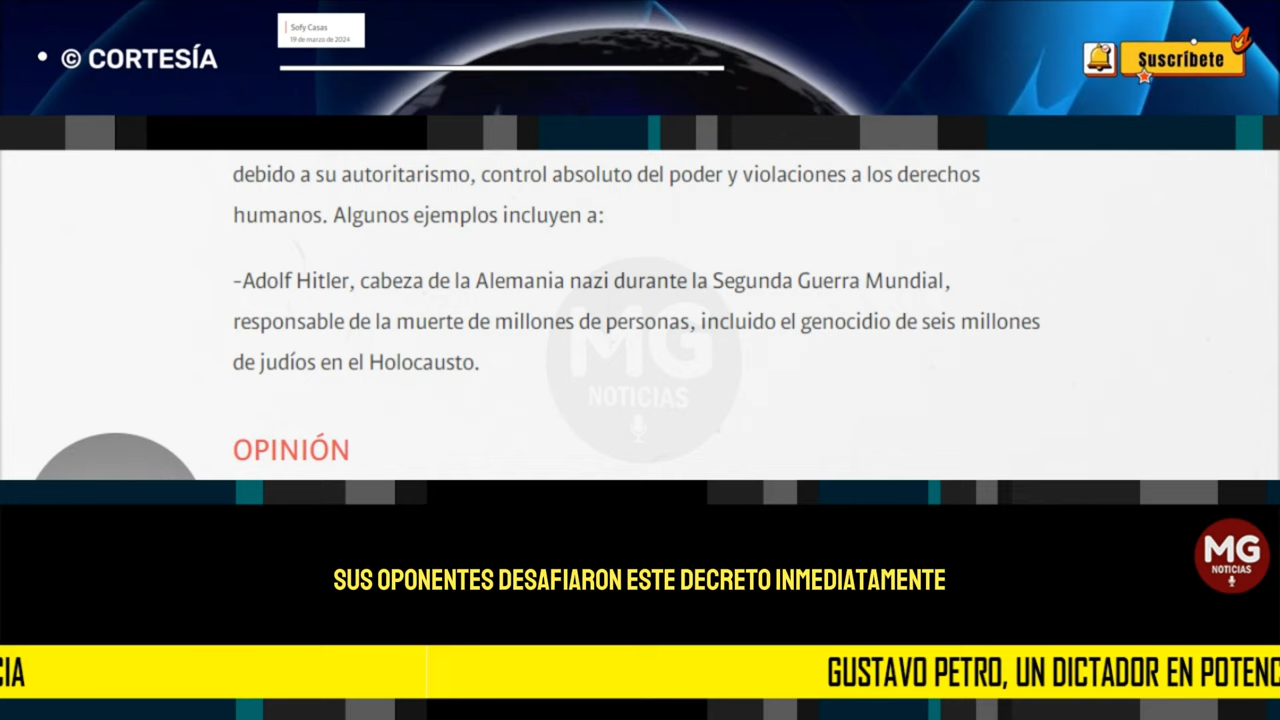 Sofy Casas
19 de marzo de 2024
• © CORTESÍA
Suscríbete
debido a su autoritarismo, control absoluto del poder y violaciones a los derechos
humanos. Algunos ejemplos incluyen a:
-Adolf Hitler, cabeza de la Alemania nazi durante la Segunda Guerra Mundial,
responsable de la muerte de millones de personas, incluido el genocidio de seis millones
de judíos en el Holocausto.
MG
NOTICIAS
OPINIÓN
MG
NOTICIAS
SUS OPONENTES DESAFIARON ESTE DECRETO INMEDIATAMENTE
CIA
GUSTAVO PETRO, UN DICTADOR EN POTENC